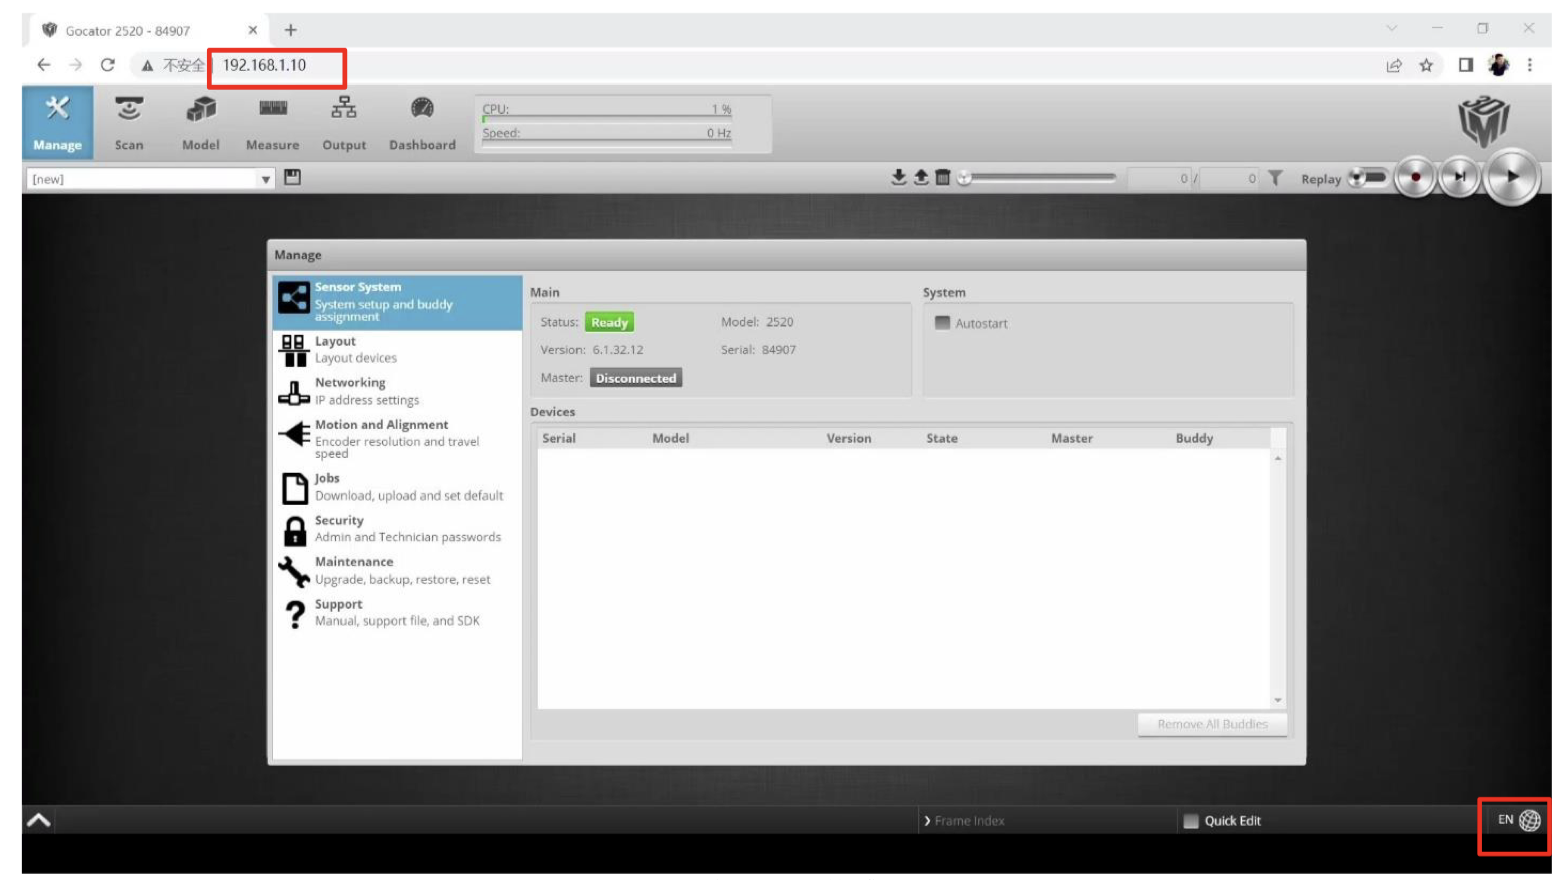 Gocator 2520 - 84907
不安全
192.168.1.10
Manage
Scan
Model
Measure
Output
Dashboard
CPU: 1 %
Speed: 0 Hz
[new]
0 / 0
Replay
Manage
Sensor System
System setup and buddy
assignment
Layout
Layout devices
Networking
IP address settings
Motion and Alignment
Encoder resolution and travel
speed
Jobs
Download, upload and set default
Security
Admin and Technician passwords
Maintenance
Upgrade, backup, restore, reset
Support
Manual, support file, and SDK
Main
Status: Ready
Model: 2520
Version: 6.1.32.12
Serial: 84907
Master: Disconnected
System
Autostart
Devices
Serial Model Version State Master Buddy
Remove All Buddies
Frame Index
Quick Edit
EN